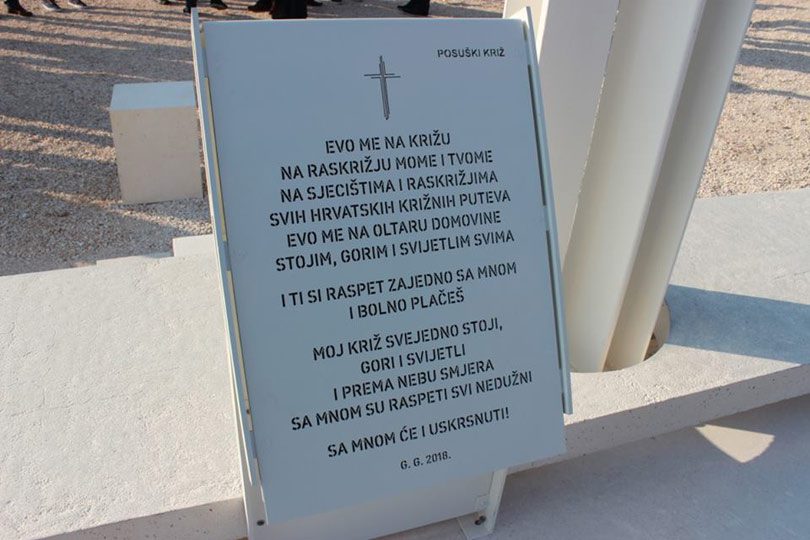 POSUŠKI KRIŽ
EVO ME NA KRIŽU
NA RASKRIŽJU MOME I TVOME
NA SJECIŠTIMA I RASKRIŽJIMA
SVIH HRVATSKIH KRIŽNIH PUTEVA
EVO ME NA OLTARU DOMOVINE
STOJIM, GORIM I SVIJETLIM SVIMA
I TI SI RASPET ZAJEDNO SA MNOM
I BOLNO PLAČEŠ
MOJ KRIŽ SVEJEDNO STOJI,
GORI I SVIJETLI
I PREMA NEBU SMJERA
SA MNOM SU RASPETI SVI NEDUŽNI
SA MNOM ĆE I USKRSNUTI!
G. G. 2018.